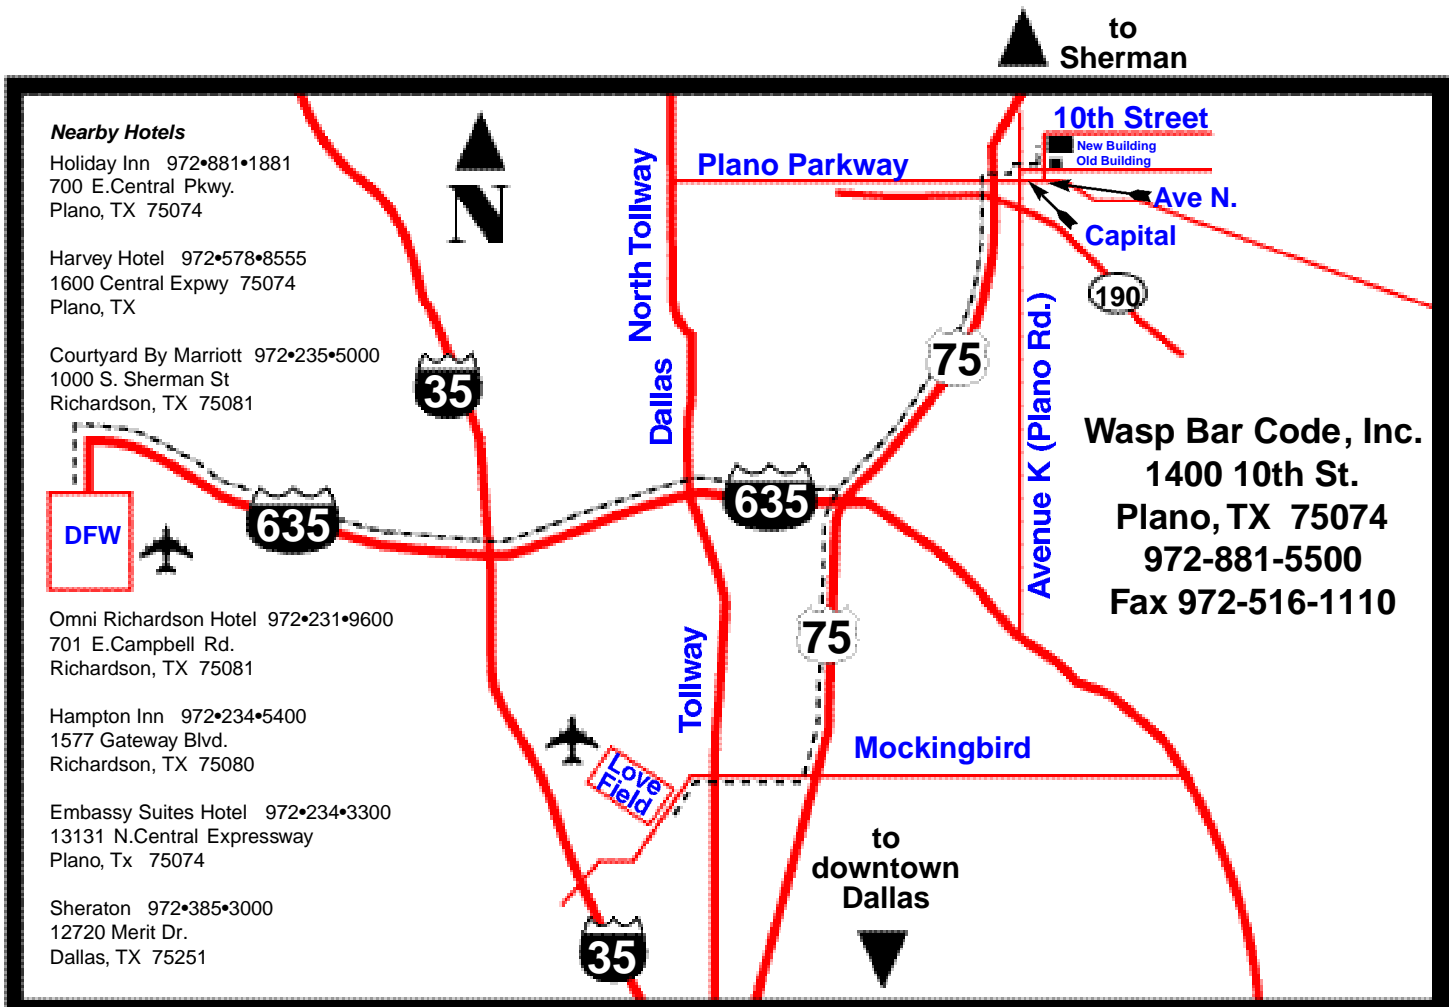 to
Sherman
Nearby Hotels
Holiday Inn 972•881•1881
700 E.Central Pkwy.
Plano, TX 75074
Harvey Hotel 972•578•8555
1600 Central Expwy 75074
Plano, TX
Courtyard By Marriott 972•235•5000
1000 S. Sherman St
Richardson, TX 75081
N
10th Street
New Building
Old Building
Plano Parkway
Ave N.
Capital
190
North Tollway
Dallas
35
75
Avenue K (Plano Rd.)
Wasp Bar Code, Inc.
1400 10th St.
Plano, TX 75074
972-881-5500
Fax 972-516-1110
635
635
DFW
Omni Richardson Hotel 972•231•9600
701 E.Campbell Rd.
Richardson, TX 75081
75
Tollway
Hampton Inn 972•234•5400
1577 Gateway Blvd.
Richardson, TX 75080
Mockingbird
Love
Field
Embassy Suites Hotel 972•234•3300
13131 N.Central Expressway
Plano, Tx 75074
to
downtown
Dallas
Sheraton 972•385•3000
12720 Merit Dr.
Dallas, TX 75251
35